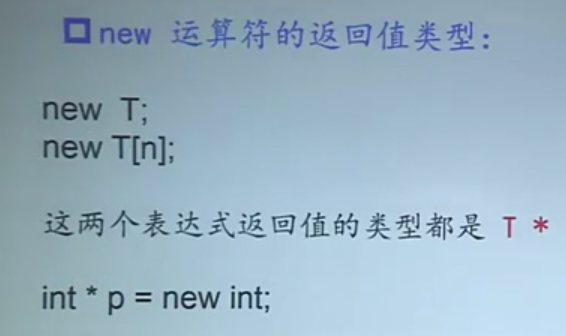 new 运算符的返回值类型:
new T;
new T[n];
这两个表达式返回值的类型都是 T *
int * p = new int;